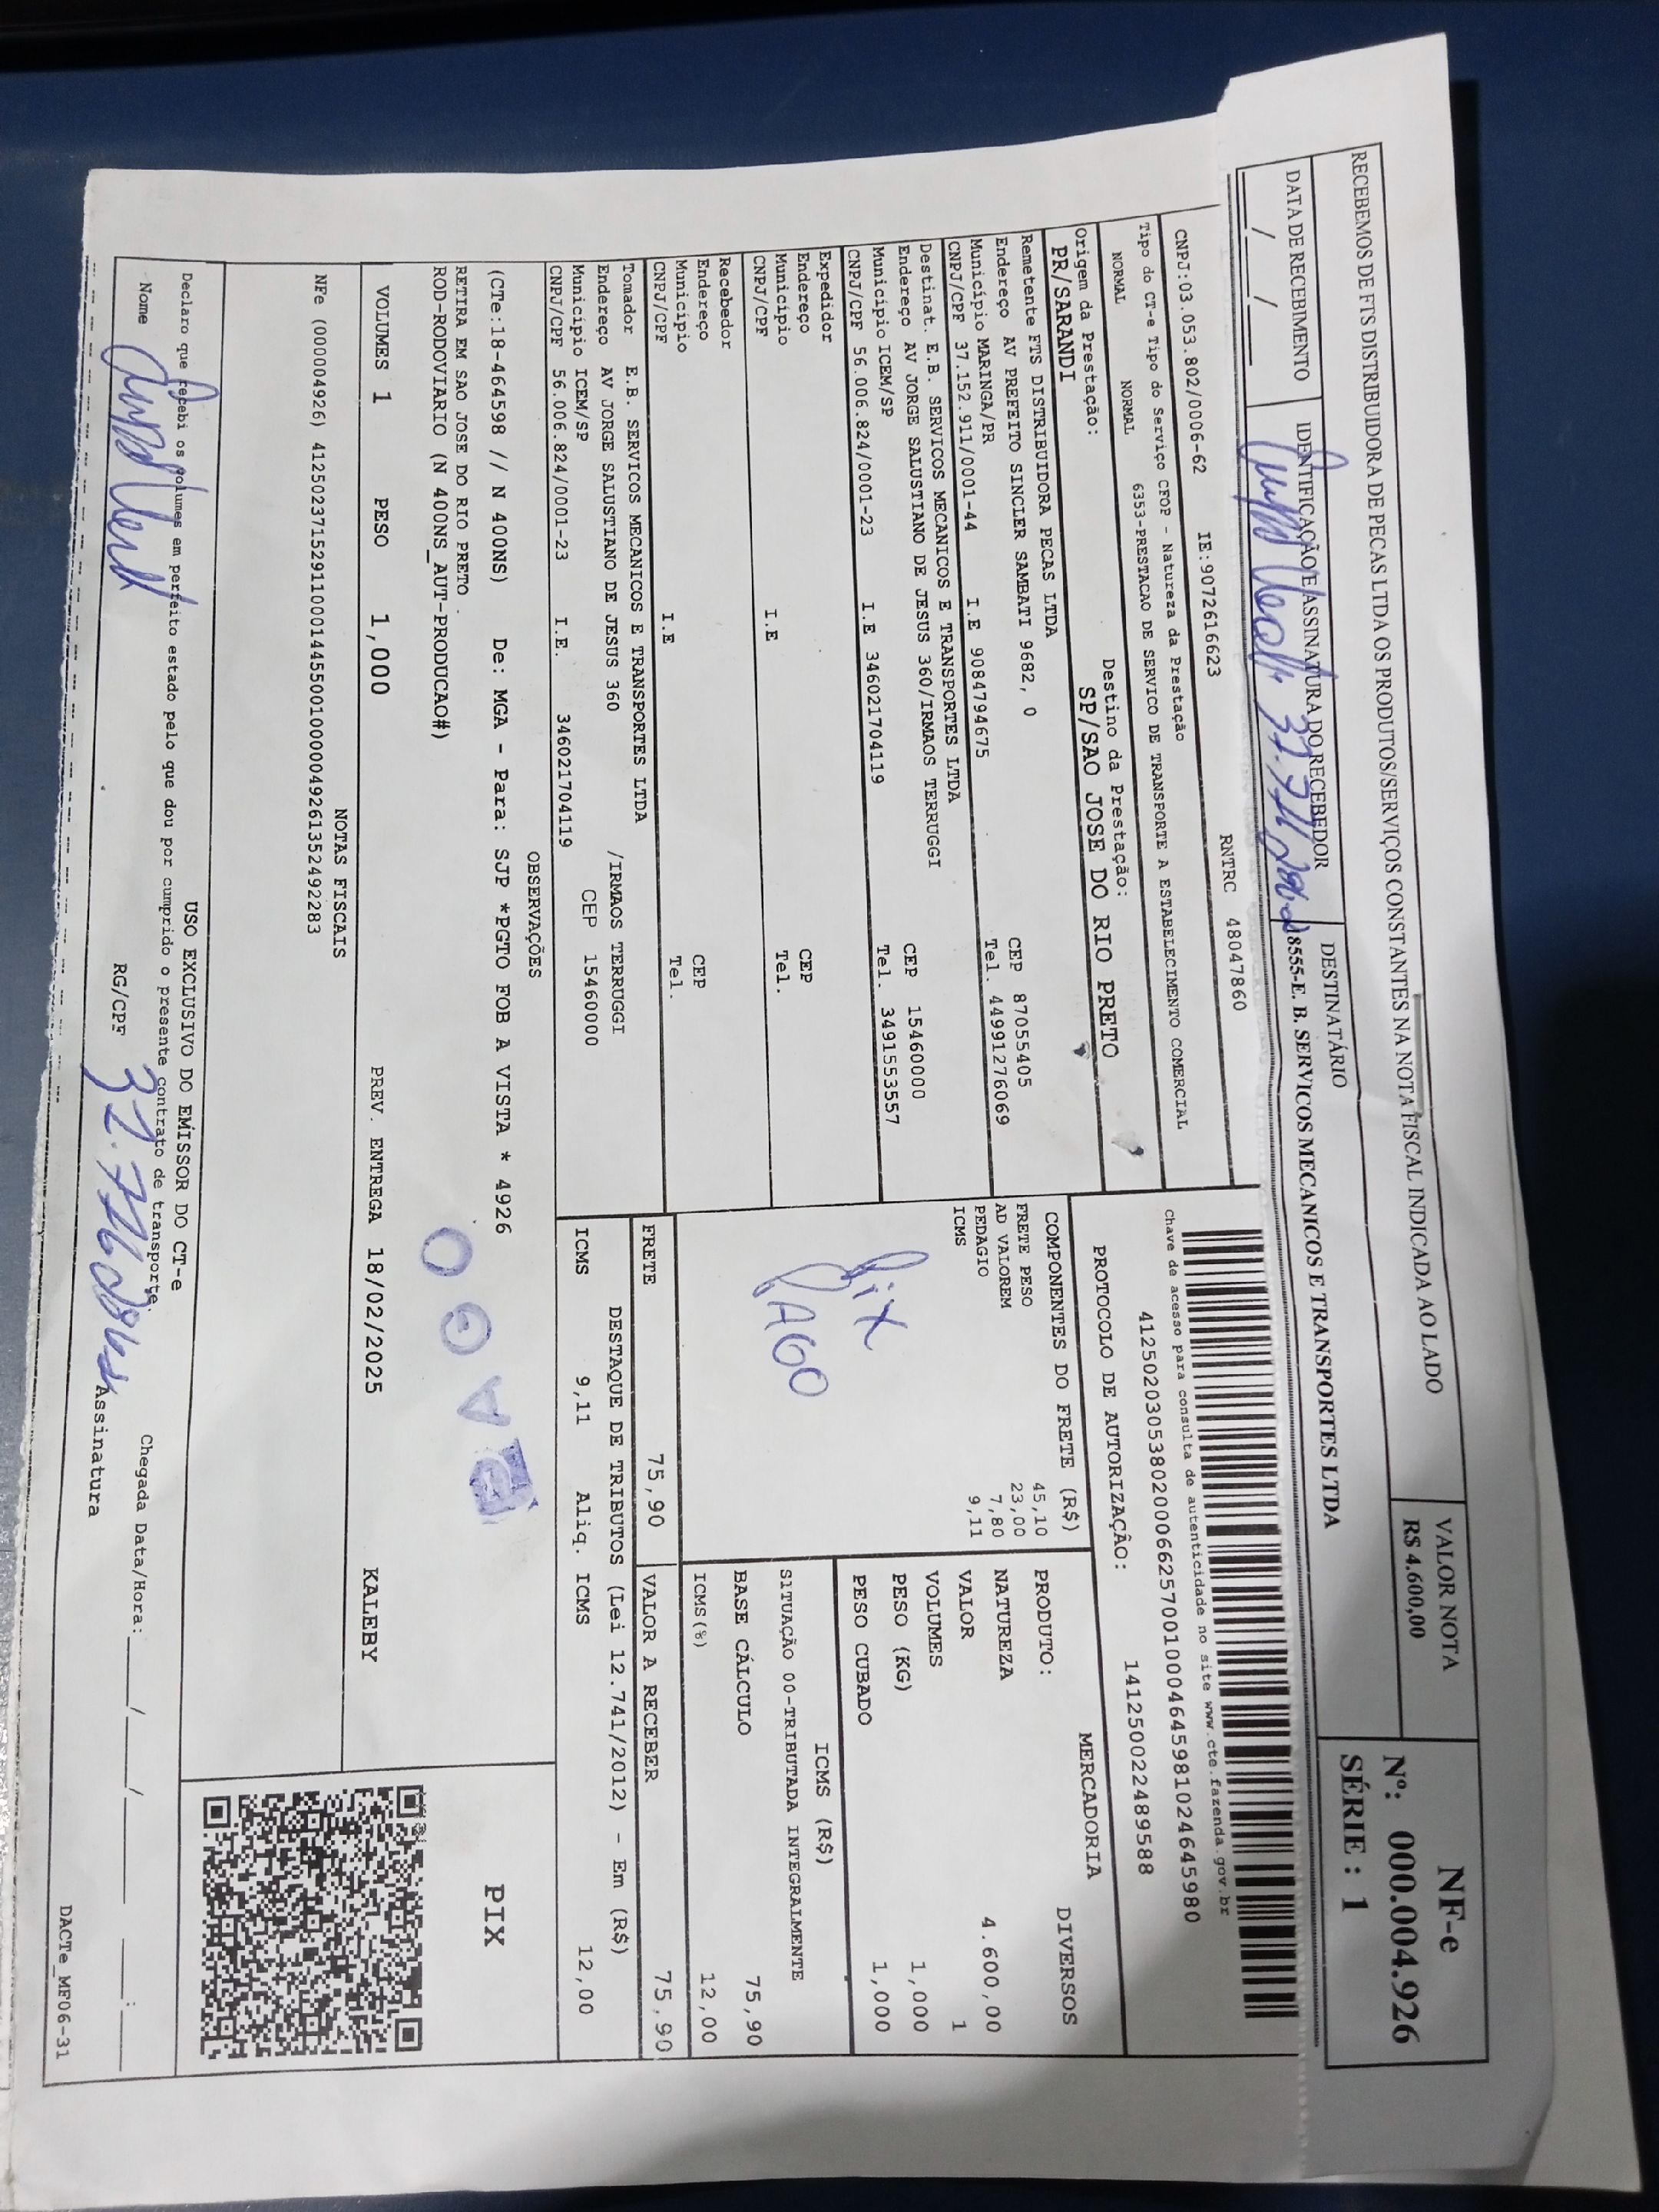 RECEBEMOS DE FTS DISTRIBUIDORA DE PECAS LTDA OS PRODUTOS/SERVIÇOS CONSTANTES NA NOTA FISCAL INDICADA AO LADO
VALOR NOTA
R$ 4.600,00
NF-e
Nº: 000.004.926
SÉRIE : 1
DATA DE RECEBIMENTO
IDENTIFICAÇÃO E ASSINATURA DO RECEBEDOR
DESTINATÁRIO
8555-E. B. SERVICOS MECANICOS E TRANSPORTES LTDA
___/___/___
CNPJ:03.053.802/0006-62 IE:9072616623 RNTRC 48047860
Tipo do CT-e Tipo do Serviço CFOP - Natureza da Prestação
NORMAL NORMAL 6353-PRESTACAO DE SERVICO DE TRANSPORTE A ESTABELECIMENTO COMERCIAL
Origem da Prestação: Destino da Prestação:
PR/SARANDI SP/SAO JOSE DO RIO PRETO
Chave de acesso para consulta de autenticidade no site www.cte.fazenda.gov.br
41250203053802000662570010004645981024645980
PROTOCOLO DE AUTORIZAÇÃO: 141250022489588
Remetente FTS DISTRIBUIDORA PECAS LTDA
Endereço AV PREFEITO SINCLER SAMBATI 9682, 0 CEP 87055405
Município MARINGA/PR Tel. 44991276069
CNPJ/CPF 37.152.911/0001-44 I.E 9084794675
Destinat. E.B. SERVICOS MECANICOS E TRANSPORTES LTDA
Endereço AV JORGE SALUSTIANO DE JESUS 360/IRMAOS TERRUGGI CEP 15460000
Município ICEM/SP Tel. 3491553557
CNPJ/CPF 56.006.824/0001-23 I.E 346021704119
Expedidor
Endereço CEP
Município Tel.
CNPJ/CPF I.E
Recebedor
Endereço CEP
Município Tel.
CNPJ/CPF I.E
Tomador E.B. SERVICOS MECANICOS E TRANSPORTES LTDA
Endereço AV JORGE SALUSTIANO DE JESUS 360 /IRMAOS TERRUGGI
Município ICEM/SP CEP 15460000
CNPJ/CPF 56.006.824/0001-23 I.E. 346021704119
COMPONENTES DO FRETE (R$)
FRETE PESO 45,10
AD VALOREM 23,00
PEDAGIO 7,80
ICMS 9,11
Pix
PAGO
MERCADORIA
PRODUTO: DIVERSOS
NATUREZA
VALOR 4.600,00
VOLUMES 1
PESO (KG) 1,000
PESO CUBADO 1,000
ICMS (R$)
SITUAÇÃO 00-TRIBUTADA INTEGRALMENTE
BASE CÁLCULO 75,90
ICMS(%) 12,00
FRETE 75,90 VALOR A RECEBER 75,90
DESTAQUE DE TRIBUTOS (Lei 12.741/2012) - Em (R$)
ICMS 9,11 Aliq. ICMS 12,00
OBSERVAÇÕES
(CTe:18-464598 // N 400NS) De: MGA - Para: SJP *PGTO FOB A VISTA * 4926
RETIRA EM SAO JOSE DO RIO PRETO .
ROD-RODOVIARIO (N 400NS_AUT-PRODUCAO#)
PIX
VOLUMES 1 PESO 1,000 PREV. ENTREGA 18/02/2025 KALEBY
NOTAS FISCAIS
NFe (000004926) 41250237152911000144550010000049261352492283
USO EXCLUSIVO DO EMISSOR DO CT-e
Declaro que recebi os volumes em perfeito estado pelo que dou por cumprido o presente contrato de transporte.
Chegada Data/Hora:___/___/___ ___:___
Nome RG/CPF Assinatura
DACTe_MF06-31